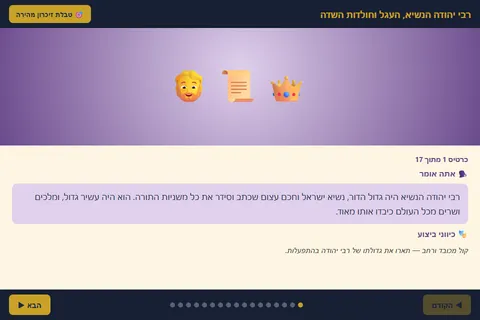 רבי יהודה הנשיא, העגל וחולדות השדה
טבלת זיכרון מהירה
כרטיס 1 מתוך 17
אתה אומר
רבי יהודה הנשיא היה גדול הדור, נשיא ישראל וחכם עצום שכתב וסידר את כל משניות התורה. הוא היה עשיר גדול, ומלכים
ושרים מכל העולם כיבדו אותו מאוד.
כיווני ביצוע
קול מכובד ורחב — תארו את גדולתו של רבי יהודה בהתפעלות.
◀ הקודם
הבא ▶